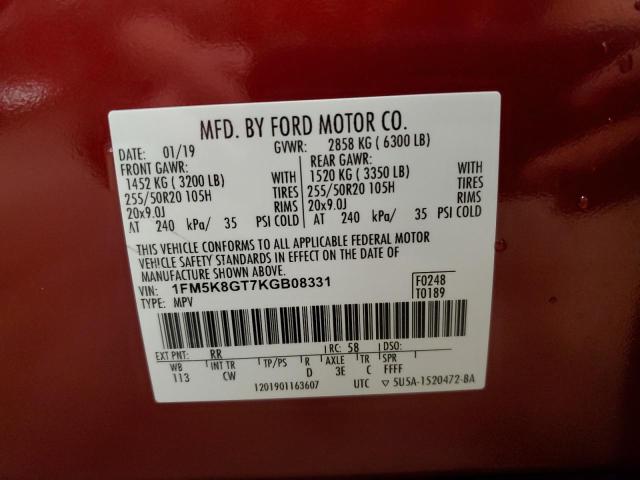 MFD. BY FORD MOTOR CO.
DATE: 01/19 GVWR: 2858 KG ( 6300 LB)
FRONT GAWR: REAR GAWR:
1452 KG ( 3200 LB) WITH 1520 KG ( 3350 LB) WITH
255/50R20 105H TIRES 255/50R20 105H TIRES
20x9.0J RIMS 20x9.0J RIMS
AT 240 kPa/ 35 PSI COLD AT 240 kPa/ 35 PSI COLD
THIS VEHICLE CONFORMS TO ALL APPLICABLE FEDERAL MOTOR
VEHICLE SAFETY STANDARDS IN EFFECT ON THE DATE OF
MANUFACTURE SHOWN ABOVE.
VIN: 1FM5K8GT7KGB08331 F0248
TYPE: MPV T0189
EXT PNT: RR RC: 58 DSO:
WB INT TR TP/PS R AXLE TR SPR
113 CW D 3E C FFFF
1201901163607 UTC ▽ 5U5A-1520472-BA